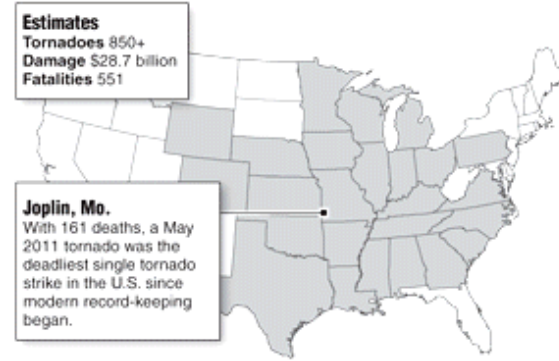 Estimates
Tornadoes 850+
Damage $28.7 billion
Fatalities 551
Joplin, Mo.
With 161 deaths, a May
2011 tornado was the
deadliest single tornado
strike in the U.S. since
modern record-keeping
began.